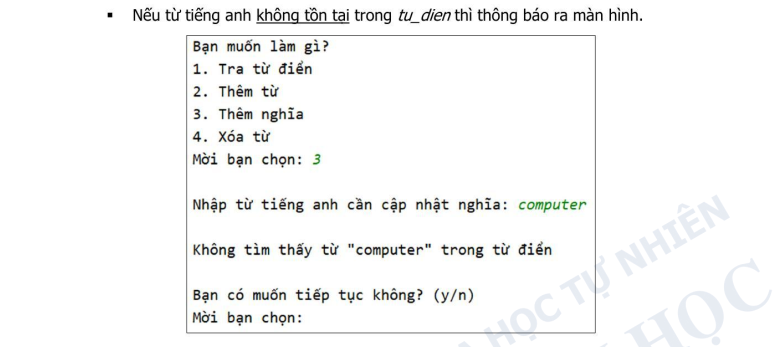 ▪ Nếu từ tiếng anh không tồn tại trong tu_dien thì thông báo ra màn hình.
Bạn muốn làm gì?
1. Tra từ điển
2. Thêm từ
3. Thêm nghĩa
4. Xóa từ
Mời bạn chọn: 3
Nhập từ tiếng anh cần cập nhật nghĩa: computer
Không tìm thấy từ "computer" trong từ điển
Bạn có muốn tiếp tục không? (y/n)
Mời bạn chọn:
HỌC TỰ NHIÊN
HỌC